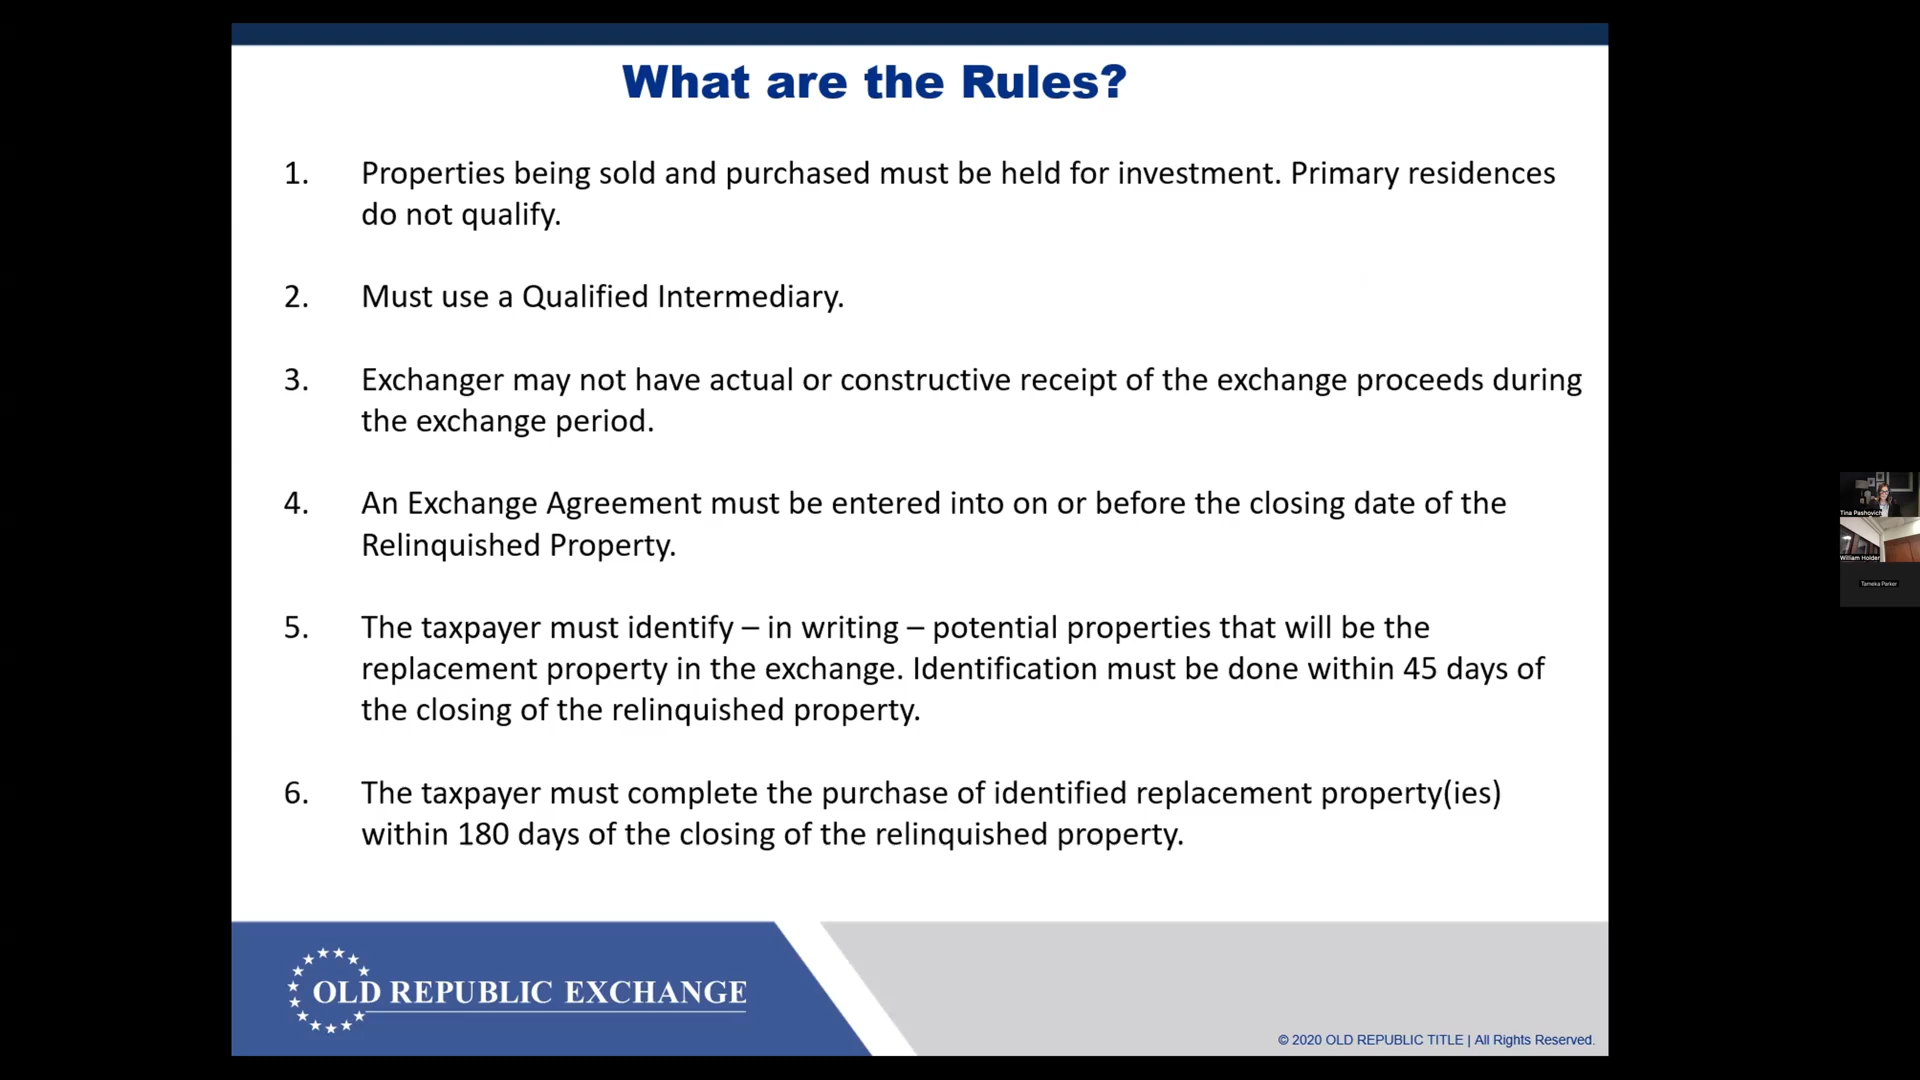 What are the Rules?
1. Properties being sold and purchased must be held for investment. Primary residences
do not qualify.
2. Must use a Qualified Intermediary.
3. Exchanger may not have actual or constructive receipt of the exchange proceeds during
the exchange period.
4. An Exchange Agreement must be entered into on or before the closing date of the
Relinquished Property.
5. The taxpayer must identify – in writing – potential properties that will be the
replacement property in the exchange. Identification must be done within 45 days of
the closing of the relinquished property.
6. The taxpayer must complete the purchase of identified replacement property(ies)
within 180 days of the closing of the relinquished property.
OLD REPUBLIC EXCHANGE
© 2020 OLD REPUBLIC TITLE | All Rights Reserved.
Tina Pashovich
William Holder
Tameka Parker